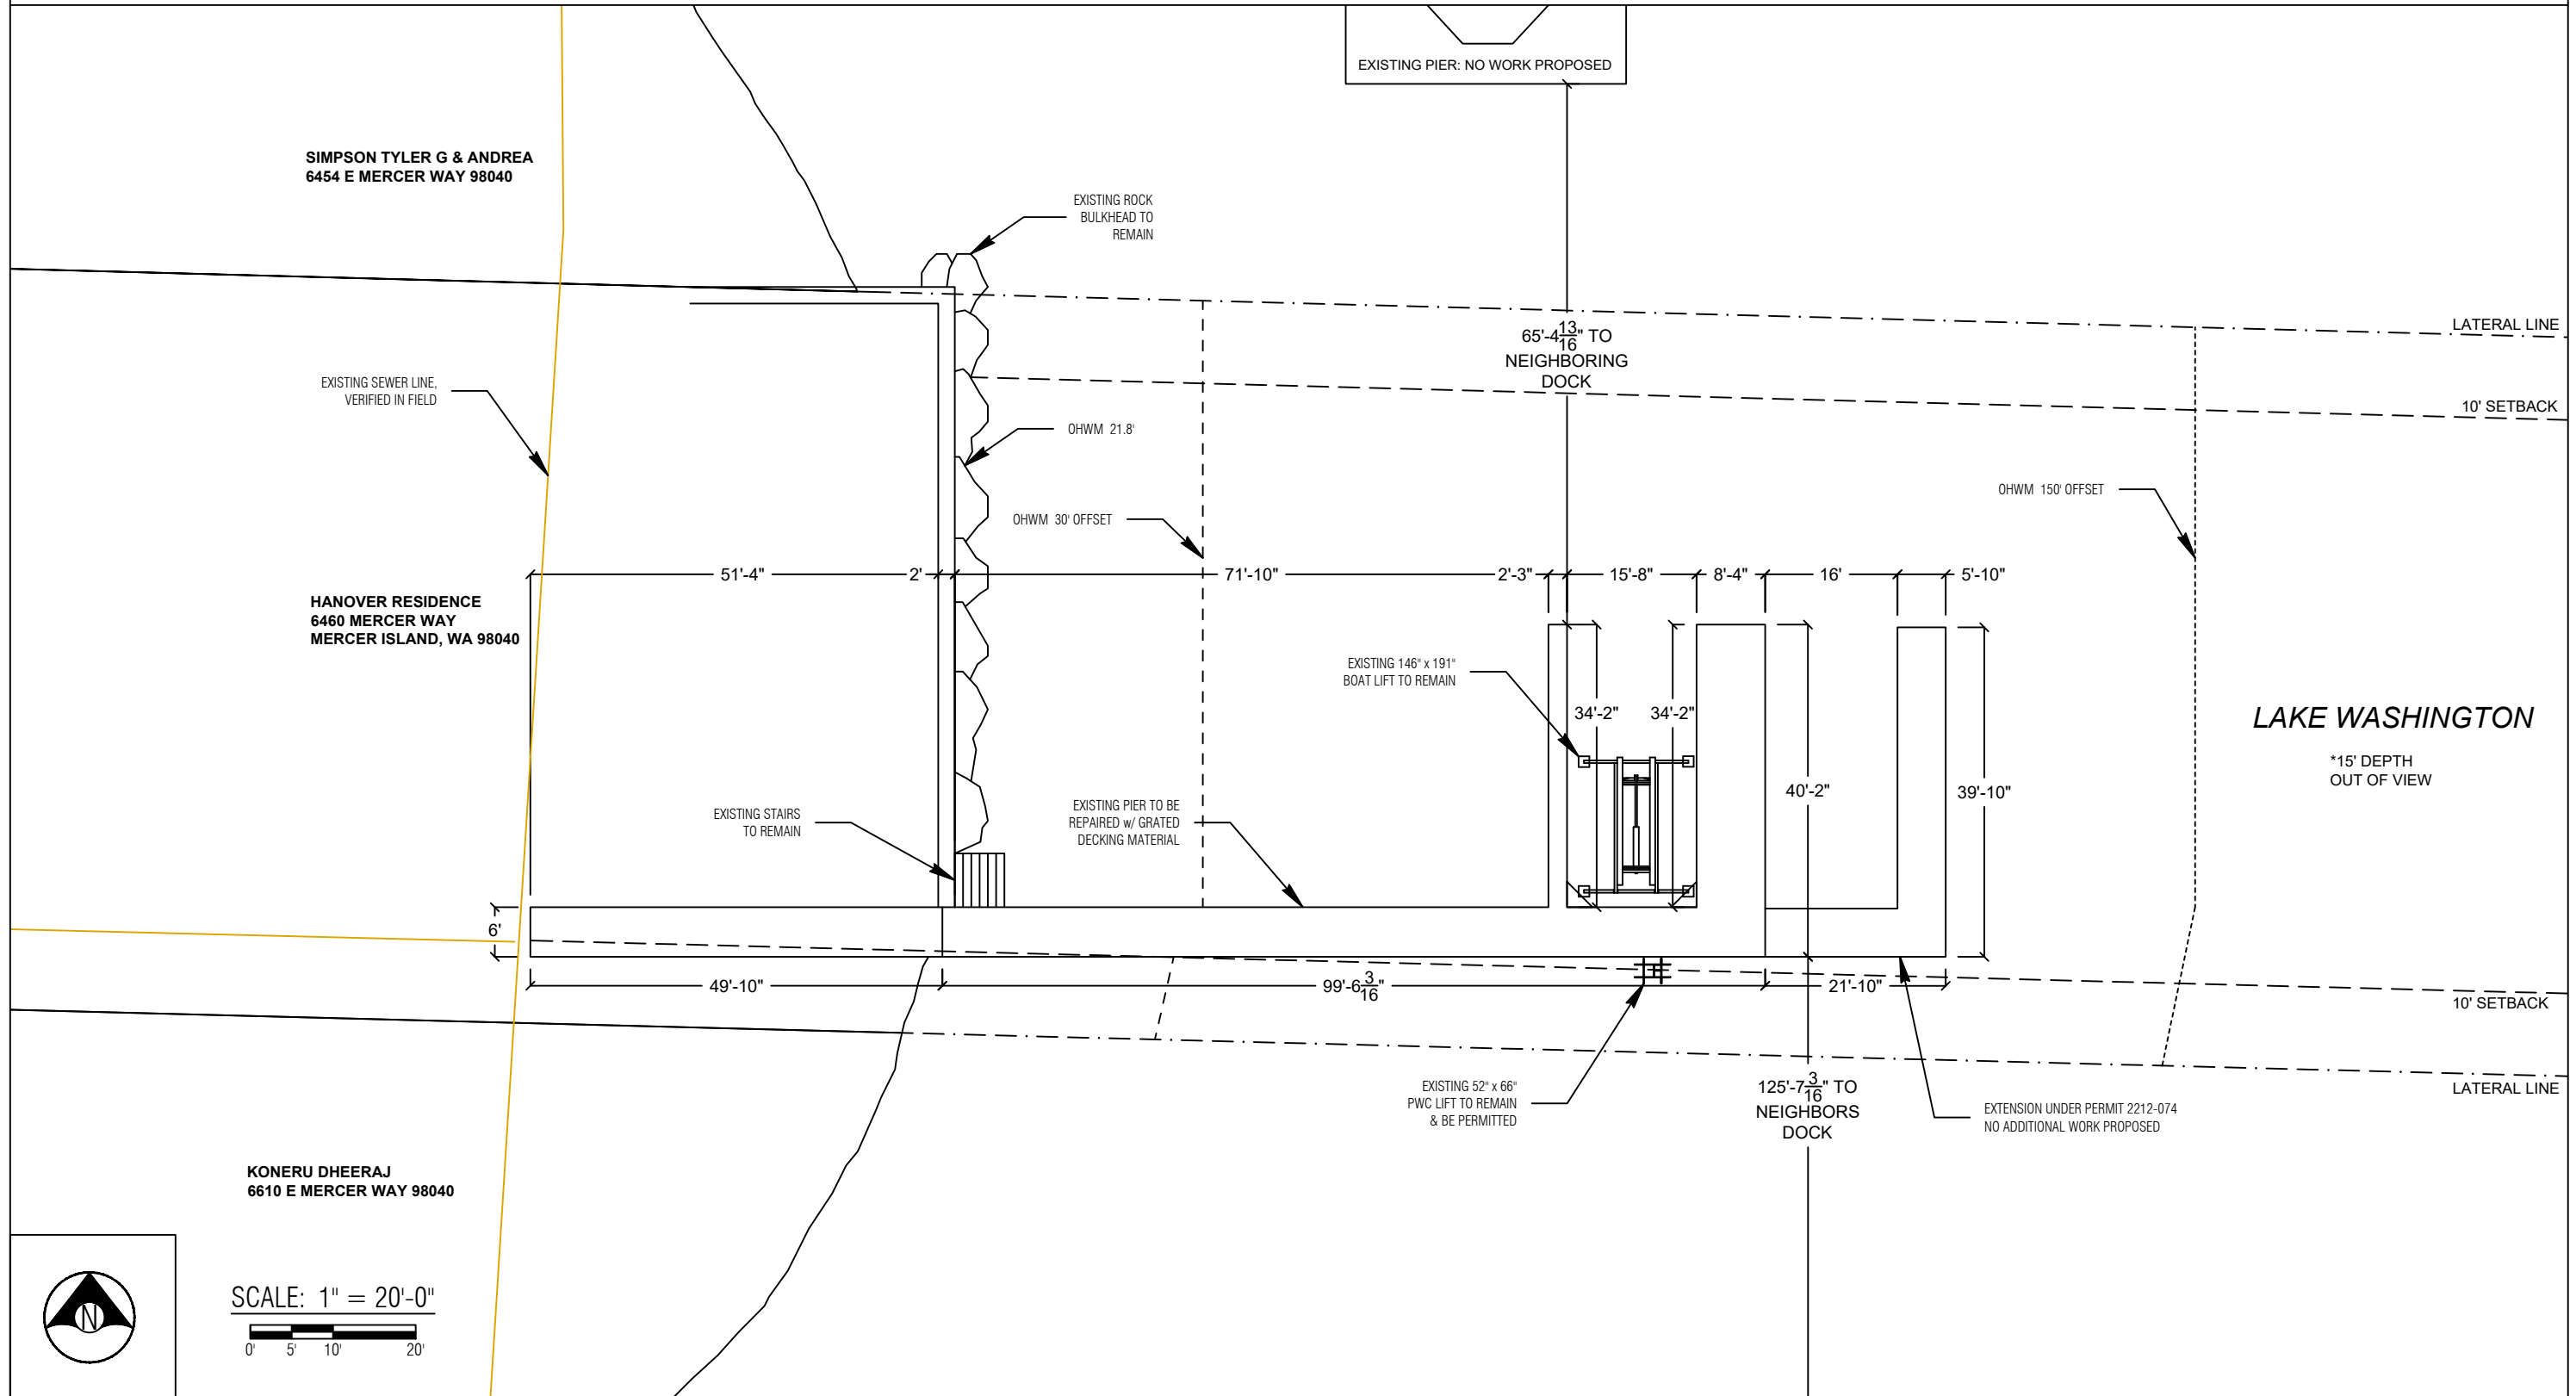 EXISTING PIER: NO WORK PROPOSED
SIMPSON TYLER G & ANDREA
6454 E MERCER WAY 98040
EXISTING ROCK
BULKHEAD TO
REMAIN
LATERAL LINE
65'-4 13/16" TO
NEIGHBORING
DOCK
EXISTING SEWER LINE,
VERIFIED IN FIELD
10' SETBACK
OHWM 21.8'
OHWM 150' OFFSET
OHWM 30' OFFSET
51'-4"
2'
71'-10"
2'-3"
15'-8"
8'-4"
16'
5'-10"
HANOVER RESIDENCE
6460 MERCER WAY
MERCER ISLAND, WA 98040
EXISTING 146" x 191"
BOAT LIFT TO REMAIN
34'-2"
34'-2"
LAKE WASHINGTON
*15' DEPTH
OUT OF VIEW
40'-2"
39'-10"
EXISTING STAIRS
TO REMAIN
EXISTING PIER TO BE
REPAIRED w/ GRATED
DECKING MATERIAL
6'
49'-10"
99'-6 3/16"
21'-10"
10' SETBACK
LATERAL LINE
EXISTING 52" x 66"
PWC LIFT TO REMAIN
& BE PERMITTED
125'-7 3/16" TO
NEIGHBORS
DOCK
EXTENSION UNDER PERMIT 2212-074
NO ADDITIONAL WORK PROPOSED
KONERU DHEERAJ
6610 E MERCER WAY 98040
N
SCALE: 1" = 20'-0"
0' 5' 10' 20'